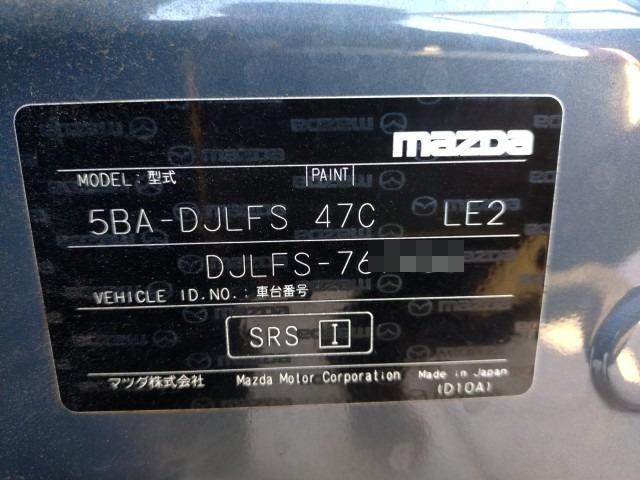 mazda
MODEL:型式 PAINT
5BA-DJLFS 47C LE2
DJLFS-76
VEHICLE ID.NO.:車台番号
SRS I
マツダ株式会社 Mazda Motor Corporation Made in Japan
(D10A)